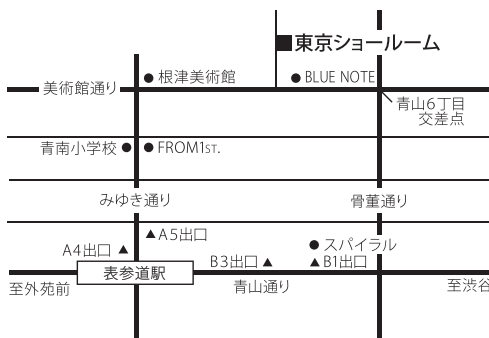 東京ショールーム
根津美術館
BLUE NOTE
美術館通り
青山6丁目
交差点
青南小学校
FROM1ST.
みゆき通り
骨董通り
A5出口
A4出口
スパイラル
B3出口
B1出口
表参道駅
至外苑前
青山通り
至渋谷